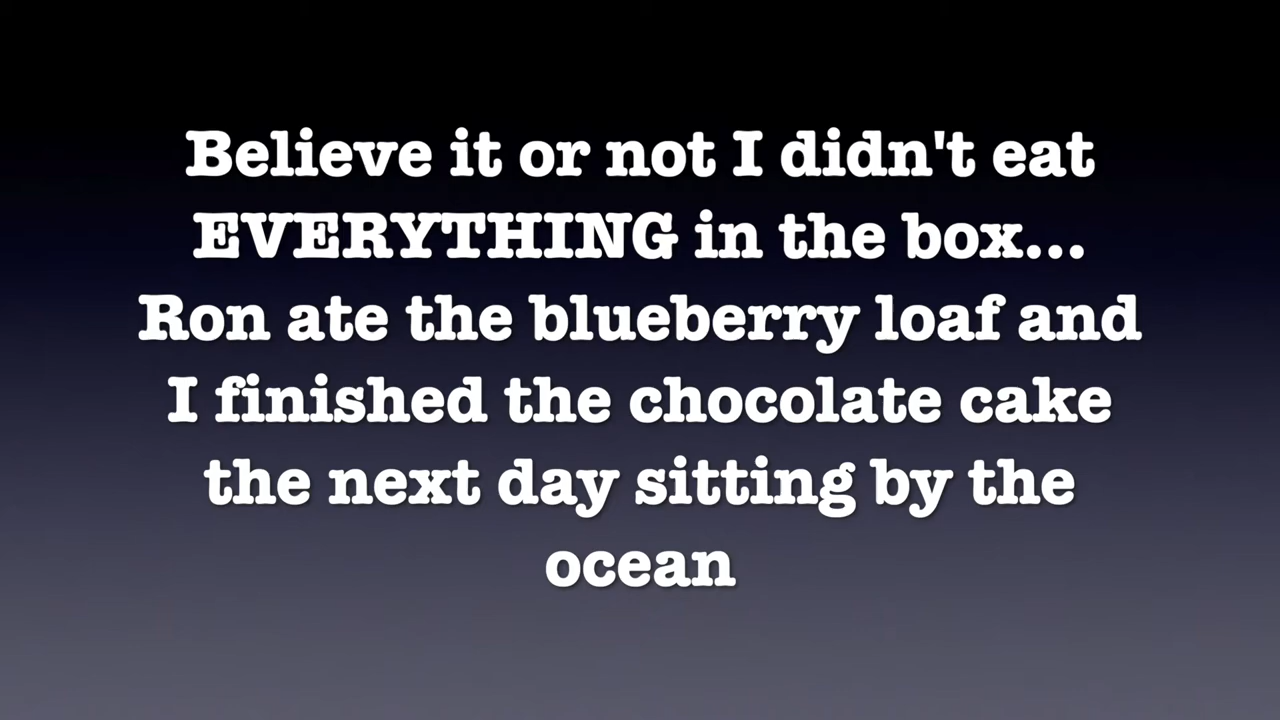 Believe it or not I didn't eat
EVERYTHING in the box...
Ron ate the blueberry loaf and
I finished the chocolate cake
the next day sitting by the
ocean